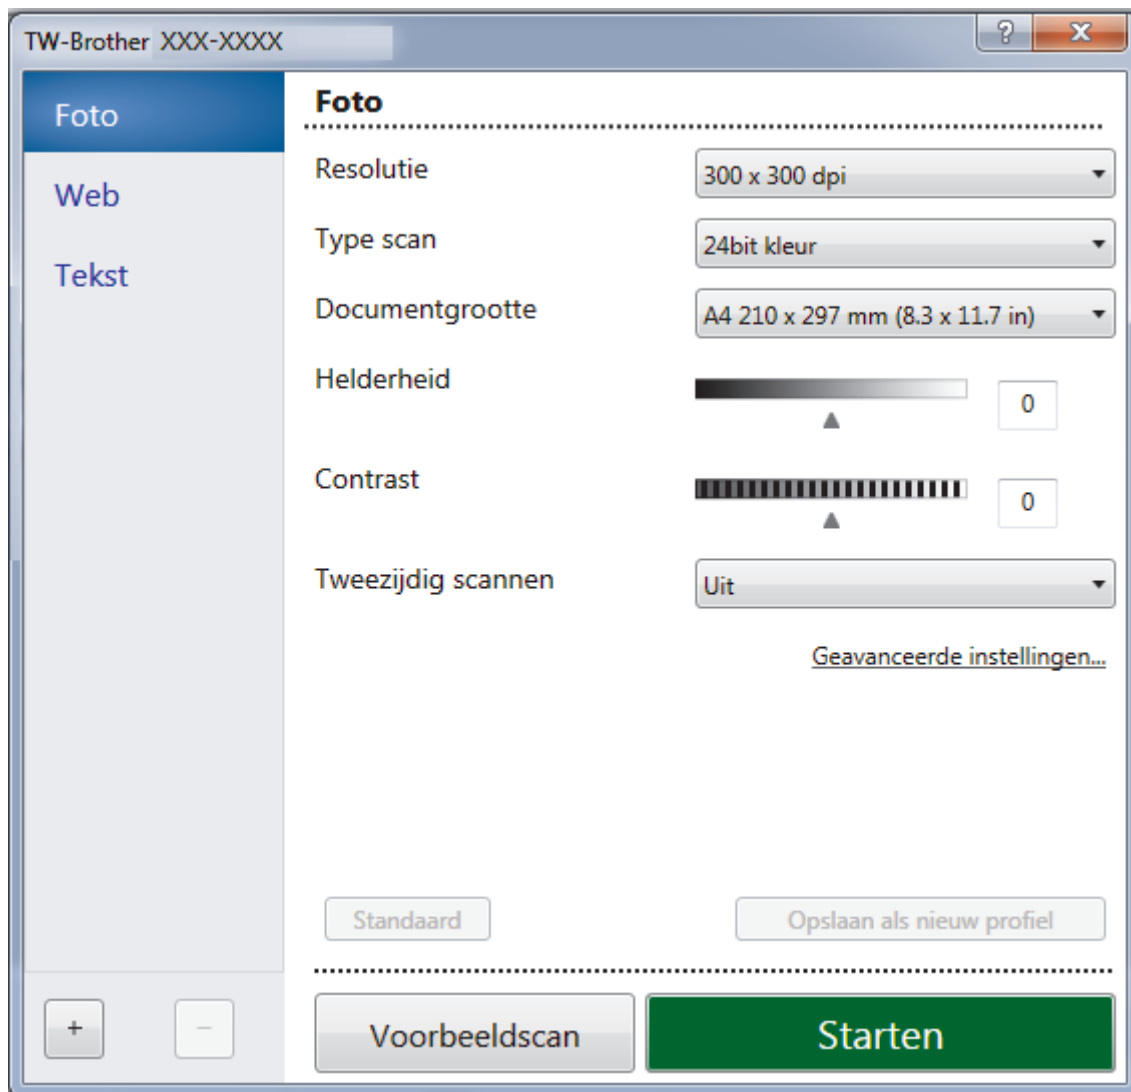 TW-Brother XXX-XXXX
?
Foto
Web
Tekst
Foto
Resolutie
300 x 300 dpi
Type scan
24bit kleur
Documentgrootte
A4 210 x 297 mm (8.3 x 11.7 in)
Helderheid
0
Contrast
0
Tweezijdig scannen
Uit
Geavanceerde instellingen...
Standaard
Opslaan als nieuw profiel
+
−
Voorbeeldscan
Starten